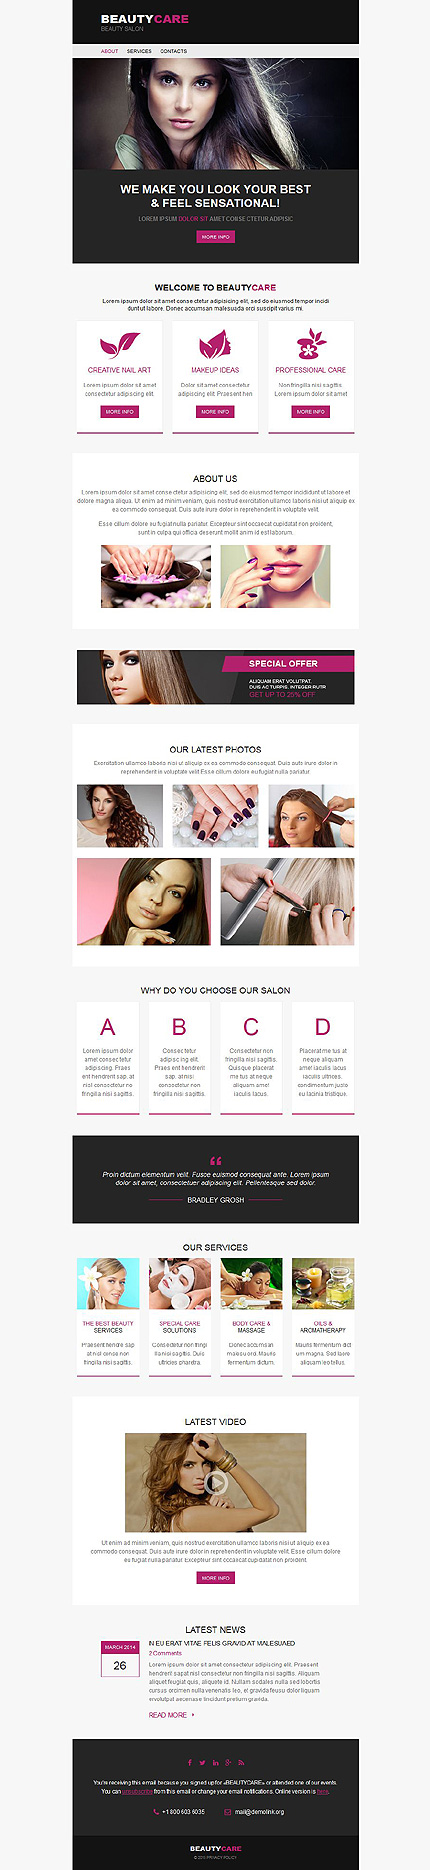 BEAUTYCARE
BEAUTY SALON
ABOUT SERVICES CONTACTS
WE MAKE YOU LOOK YOUR BEST
& FEEL SENSATIONAL!
LOREM IPSUM DOLOR SIT AMET CONSE CTETUR ADIPISIC
MORE INFO
WELCOME TO BEAUTYCARE
Lorem ipsum dolor sit amet conse ctetur adipisicing elit, sed do eiusmod tempor incidi
duntut labore. Donec accumsan malesuada orci suscipit varius mi.
CREATIVE NAIL ART
Lorem ipsum dolor sit amet
consectetur adipiscing elit
MORE INFO
MAKEUP IDEAS
Dolor sit amet consectetur
adipiscing elit Praesent hen
MORE INFO
PROFESSIONAL CARE
Non fringilla nisi sagittis.
Lorem ipsum dolor sit amet
MORE INFO
ABOUT US
Lorem ipsum dolor sit amet consectetur adipisicing elit, sed do eiusmod tempor incididunt ut labore et
dolore magna aliqua. Ut enim ad minim veniam, quis nostrud exercitation ullamco laboris nisi ut aliquip ex
ea commodo consequat. Duis aute irure dolor in reprehenderit in voluptate velit.
Esse cillum dolore eu fugiat nulla pariatur. Excepteur sint occaecat cupidatat non proident,
sunt in culpa qui officia deserunt mollit anim id est laborum.
SPECIAL OFFER
ALIQUAM ERAT VOLUTPAT.
DUIS AC TURPIS. INTEGER RUTR
GET UP TO 25% OFF
OUR LATEST PHOTOS
Exercitation ullamco laboris nisi ut aliquip ex ea commodo consequat. Duis aute irure dolor in
reprehenderit in voluptate velit Esse cillum dolore eu fugiat nulla pariatur.
WHY DO YOU CHOOSE OUR SALON
A
Lorem ipsum dolor
amet consec tetur
adipiscing. Praes
ent hendrerit sap. at
nisl consectetur no
fringilla nisi sagittis.
B
Consec tetur
adipisc ing elit.
Praes ent hendrerit
sap. at nisl
consectetur non
fringilla nisi sagittis.
C
Consectetur non
fringilla nisi sagittis.
Quisque placerat
me tus at neque
aliquam amet
iaculis lacus.
D
Placerat me tus at
neque aliquam
amet iaculis lacus
iaculis ultrices.
condimentum justo
eu lacinia tristique.
“
Proin dictum elementum velit. Fusce euismod consequat ante. Lorem ipsum
dolor sit amet, consectetuer adipiscing elit. Pellentesque sed dolor.
BRADLEY GROSH
OUR SERVICES
THE BEST BEAUTY
SERVICES
Praesent hendre sap
at nisl conse non
fringilla nisi sagittis.
SPECIAL CARE
SOLUTIONS
Consectetur non fringi
lla nisi sagittis. Duis
ultricies pharetra.
BODY CARE &
MASSAGE
Donec accumsan
malesu orci. Mauris
fermentum dictum.
OILS &
AROMATHERAPY
Mauris fermentum dict
um magna. Sed laore
aliquam leo tellus.
LATEST VIDEO
Ut enim ad minim veniam, quis nostrud exercitation ullamco laboris nisi ut aliquip ex ea
commodo consequat. Duis aute irure dolor in reprehenderit in voluptate velit. Esse cillum dolore
eu fugiat nulla pariatur. Excepteur sint occaecat cupidatat non proident.
MORE INFO
LATEST NEWS
MARCH 2014
26
IN EU ERAT VITAE FELIS GRAVID AT MALESUAED
2 Comments
Lorem ipsum dolor sit amet consectetur adipiscing elit. Praesent
hendrerit sapat nisl consectetur non fringilla nisi sagittis. Aliquam
aliquet feugiat quis, aliquete id. Nullam sodales nulla sed lobortis
cursus orcimen nulla venenatis leo, et gravida feusu dolor liquam
envolutpat aecenase tincidunt pretium gravida.
READ MORE
You're receiving this email because you signed up for «BEAUTYCARE» or attended one of our events.
You can unsubscribe from this email or change your email notifications. Online version is here.
+1 800 603 6035 mail@demolink.org
BEAUTYCARE
PRIVACY POLICY